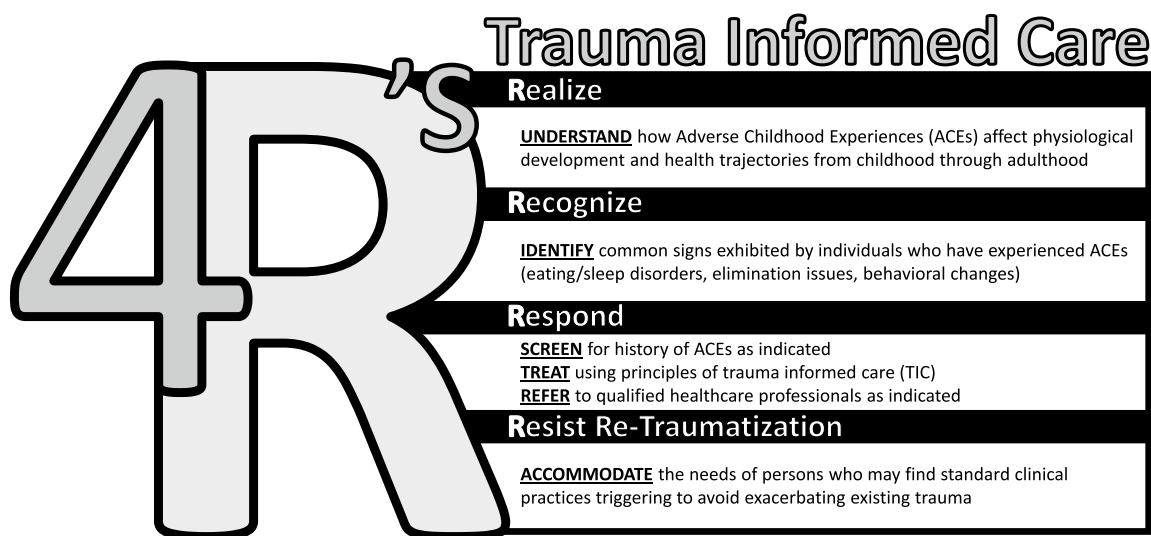 4R's
Trauma Informed Care
Realize
UNDERSTAND how Adverse Childhood Experiences (ACEs) affect physiological
development and health trajectories from childhood through adulthood
Recognize
IDENTIFY common signs exhibited by individuals who have experienced ACEs
(eating/sleep disorders, elimination issues, behavioral changes)
Respond
SCREEN for history of ACEs as indicated
TREAT using principles of trauma informed care (TIC)
REFER to qualified healthcare professionals as indicated
Resist Re-Traumatization
ACCOMMODATE the needs of persons who may find standard clinical
practices triggering to avoid exacerbating existing trauma